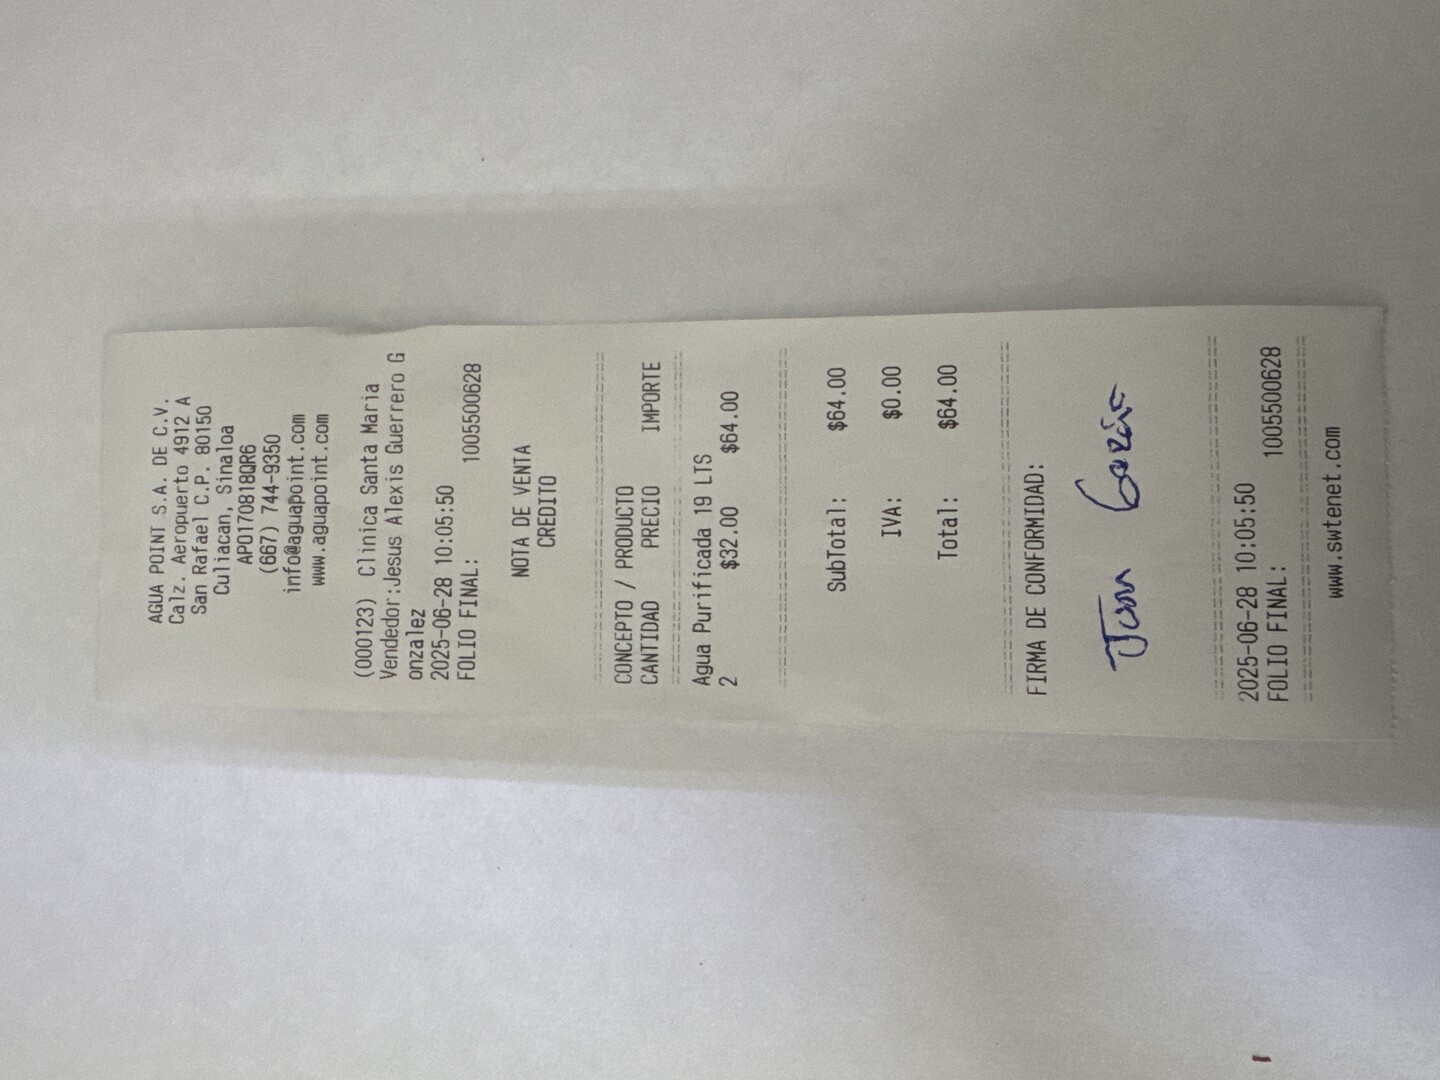 AGUA POINT S.A. DE C.V.
Calz. Aeropuerto 4912 A
San Rafael C.P. 80150
Culiacan, Sinaloa
APO170818QR6
(667) 744-9350
info@aguapoint.com
www.aguapoint.com
(000123) Clinica Santa Maria
Vendedor:Jesus Alexis Guerrero G
onzalez
2025-06-28 10:05:50
FOLIO FINAL: 1005500628
NOTA DE VENTA
CREDITO
CONCEPTO / PRODUCTO
CANTIDAD PRECIO IMPORTE
Agua Purificada 19 LTS
2 $32.00 $64.00
SubTotal: $64.00
IVA: $0.00
Total: $64.00
FIRMA DE CONFORMIDAD:
Juan García
2025-06-28 10:05:50
FOLIO FINAL: 1005500628
www.swtenet.com